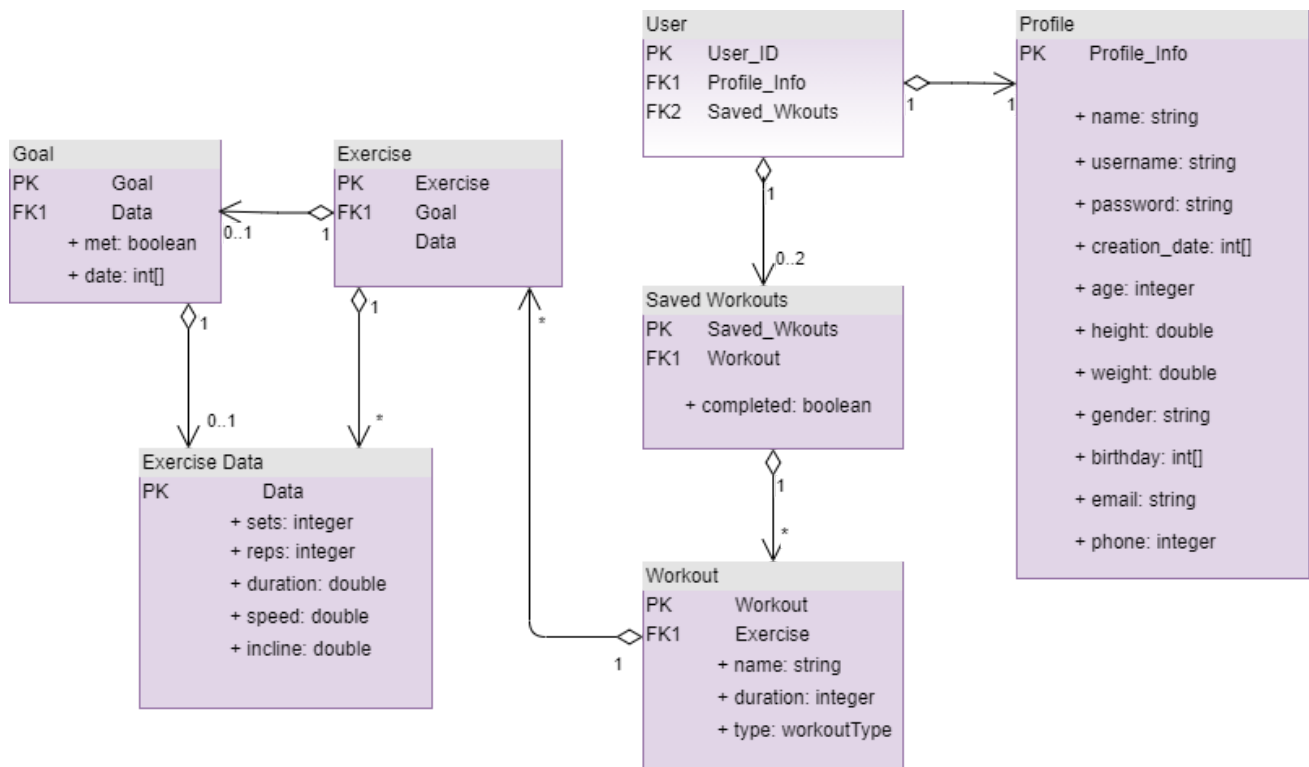 User
PK User_ID
FK1 Profile_Info
FK2 Saved_Wkouts
1
1
Profile
PK Profile_Info
+ name: string
+ username: string
+ password: string
+ creation_date: int[]
+ age: integer
+ height: double
+ weight: double
+ gender: string
+ birthday: int[]
+ email: string
+ phone: integer
Goal
PK Goal
FK1 Data
+ met: boolean
+ date: int[]
0..1
1
Exercise
PK Exercise
FK1 Goal
Data
1
0..2
Saved Workouts
PK Saved_Wkouts
FK1 Workout
+ completed: boolean
1
0..1
1
*
*
Exercise Data
PK Data
+ sets: integer
+ reps: integer
+ duration: double
+ speed: double
+ incline: double
1
*
Workout
PK Workout
FK1 Exercise
+ name: string
+ duration: integer
+ type: workoutType
1